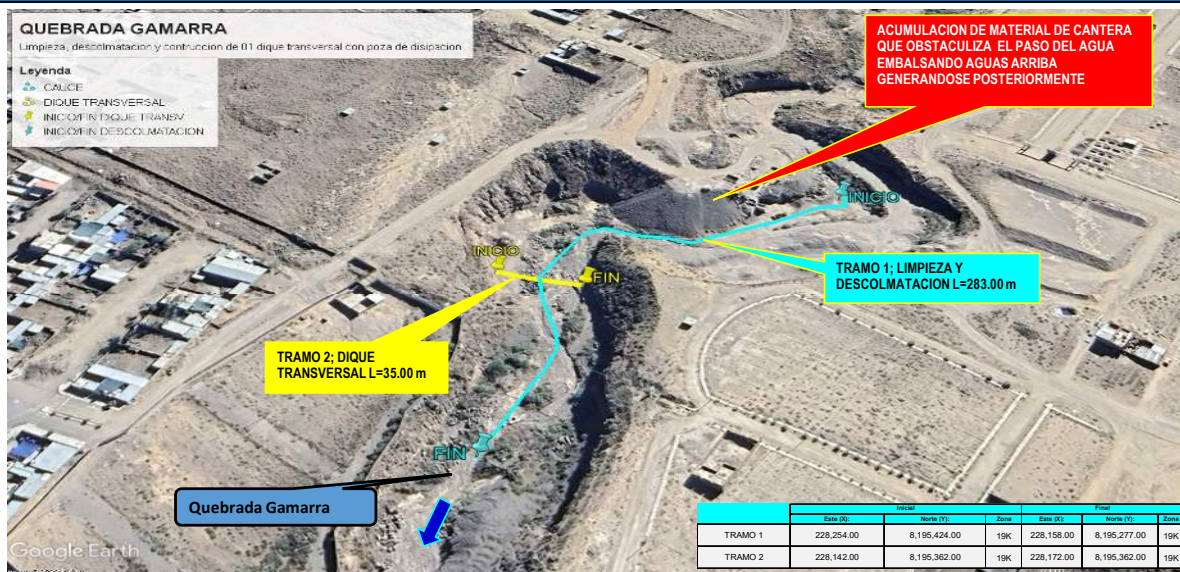 QUEBRADA GAMARRA
Limpieza, descolmatacion y contruccion de 01 dique transversal con poza de disipacion
Leyenda
CAUCE
DIQUE TRANSVERSAL
INICIO/FIN DIQUE TRANSV
INICIO/FIN DESCOLMATACION
ACUMULACION DE MATERIAL DE CANTERA
QUE OBSTACULIZA EL PASO DEL AGUA
EMBALSANDO AGUAS ARRIBA
GENERANDOSE POSTERIORMENTE
INICIO
INICIO
FIN
TRAMO 1; LIMPIEZA Y
DESCOLMATACION L=283.00 m
TRAMO 2; DIQUE
TRANSVERSAL L=35.00 m
FIN
Quebrada Gamarra
Inicial Final
Este (X): Norte (Y): Zona Este (X): Norte (Y): Zona
TRAMO 1 228,254.00 8,195,424.00 19K 228,158.00 8,195,277.00 19K
TRAMO 2 228,142.00 8,195,362.00 19K 228,172.00 8,195,362.00 19K
Google Earth